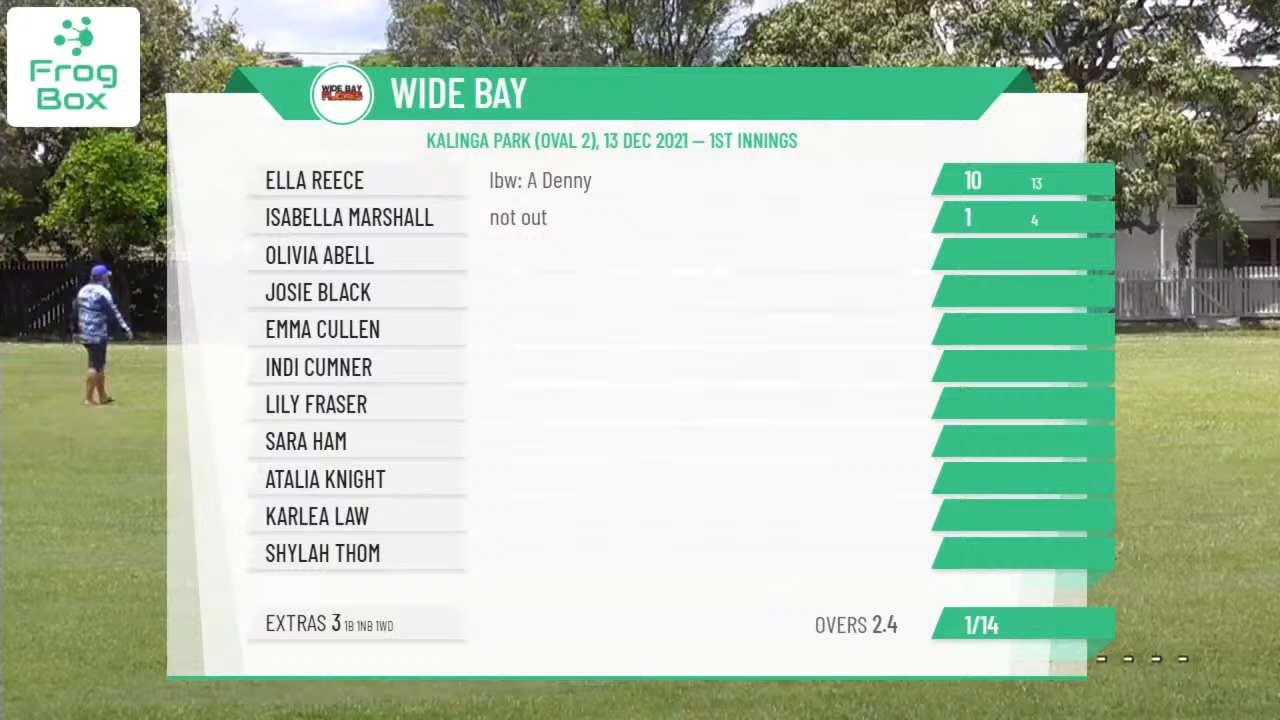 Frog
Box
WIDE BAY
WIDE BAY
KALINGA PARK (OVAL 2), 13 DEC 2021 – 1ST INNINGS
ELLA REECE lbw: A Denny 10 13
ISABELLA MARSHALL not out 1 4
OLIVIA ABELL
JOSIE BLACK
EMMA CULLEN
INDI CUMNER
LILY FRASER
SARA HAM
ATALIA KNIGHT
KARLEA LAW
SHYLAH THOM
EXTRAS 3 1B 1NB 1WD OVERS 2.4 1/14